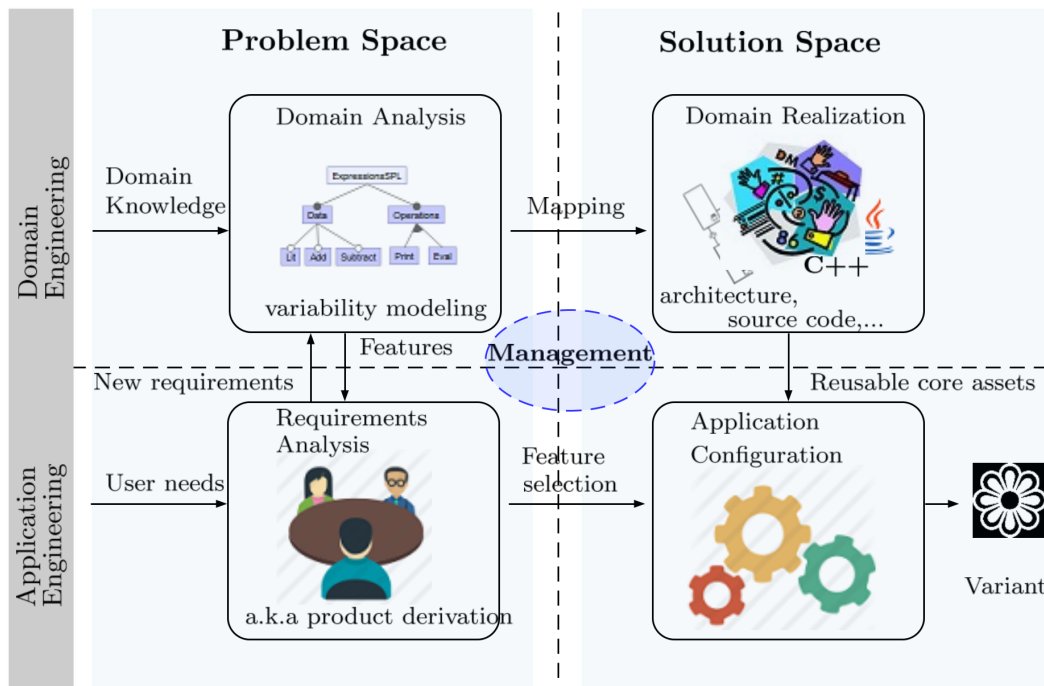 Problem Space
Solution Space
Domain Engineering
Domain Analysis
Domain Realization
Domain
Knowledge
ExpressionsSPL
Data
Operations
Lit
Add
Subtract
Print
Eval
Mapping
DM
#
$
%
?
86
C++
variability modeling
architecture,
source code,...
Features
Management
New requirements
Reusable core assets
Application Engineering
Requirements
Analysis
Application
Configuration
User needs
Feature
selection
a.k.a product derivation
Variant